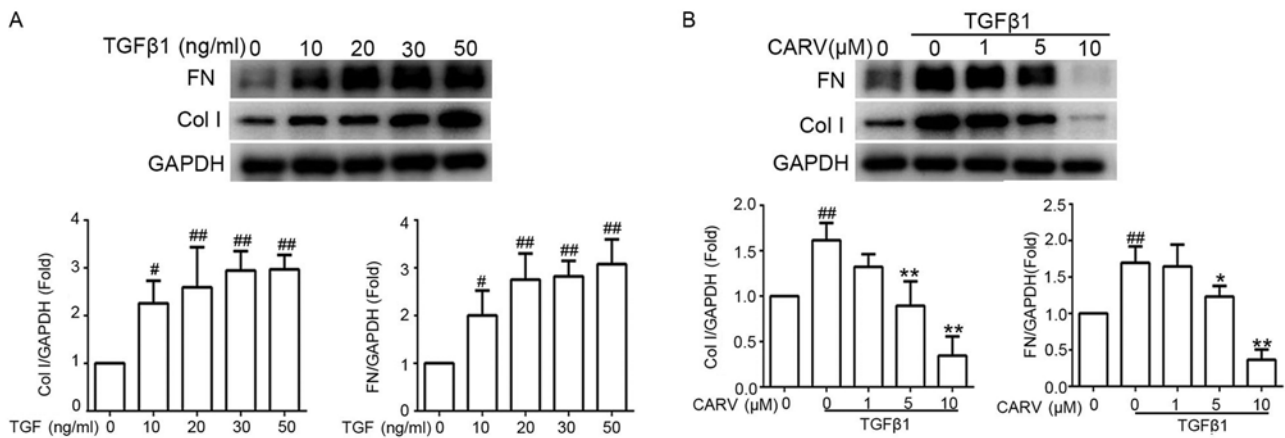 A
TGFβ1 (ng/ml) 0 10 20 30 50
FN
Col I
GAPDH
Col I/GAPDH (Fold)
4
3
2
1
0
# ## ## ##
0 10 20 30 50
TGF (ng/ml)
FN/GAPDH (Fold)
4
3
2
1
0
# ## ## ##
0 10 20 30 50
TGF (ng/ml)
B
TGFβ1
CARV(μM) 0 0 1 5 10
FN
Col I
GAPDH
Col I/GAPDH (Fold)
2.0
1.5
1.0
0.5
0.0
## ** **
CARV (μM) 0 0 1 5 10
TGFβ1
FN/GAPDH(Fold)
2.5
2.0
1.5
1.0
0.5
0.0
## * **
CARV (μM) 0 0 1 5 10
TGFβ1